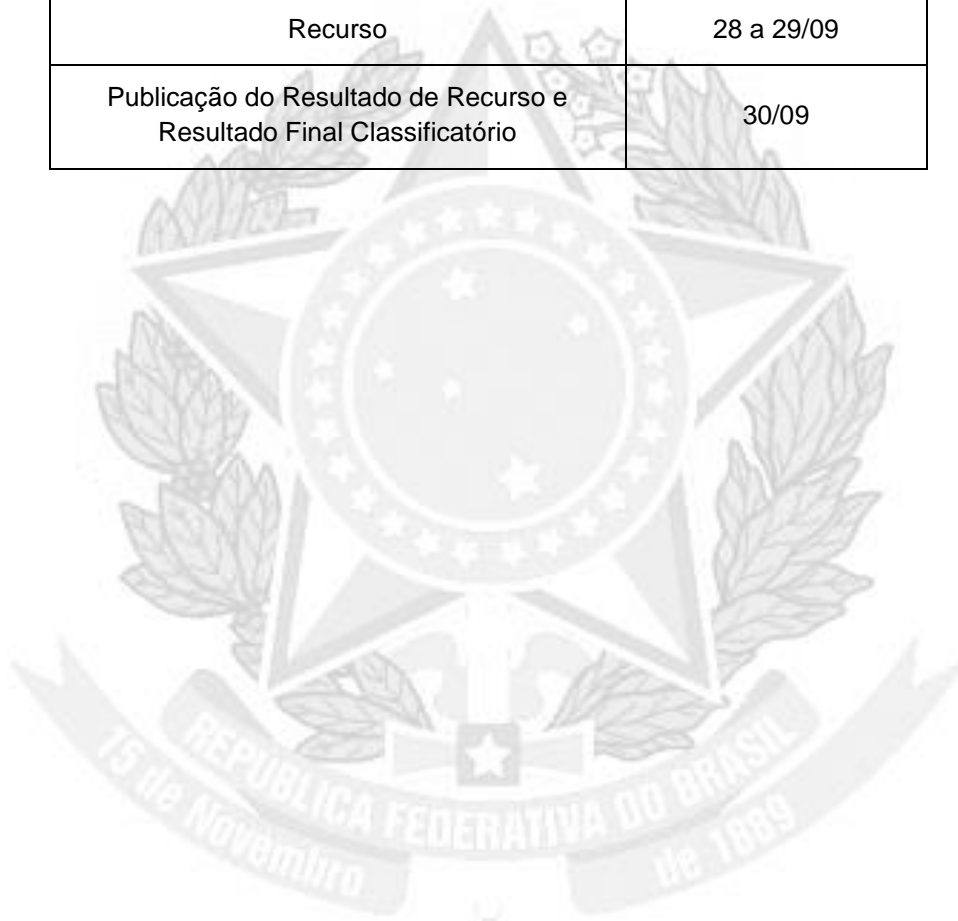 Recurso
28 a 29/09
Publicação do Resultado de Recurso e
Resultado Final Classificatório
30/09
REPÚBLICA FEDERATIVA DO BRASIL
15 de Novembro
de 1889